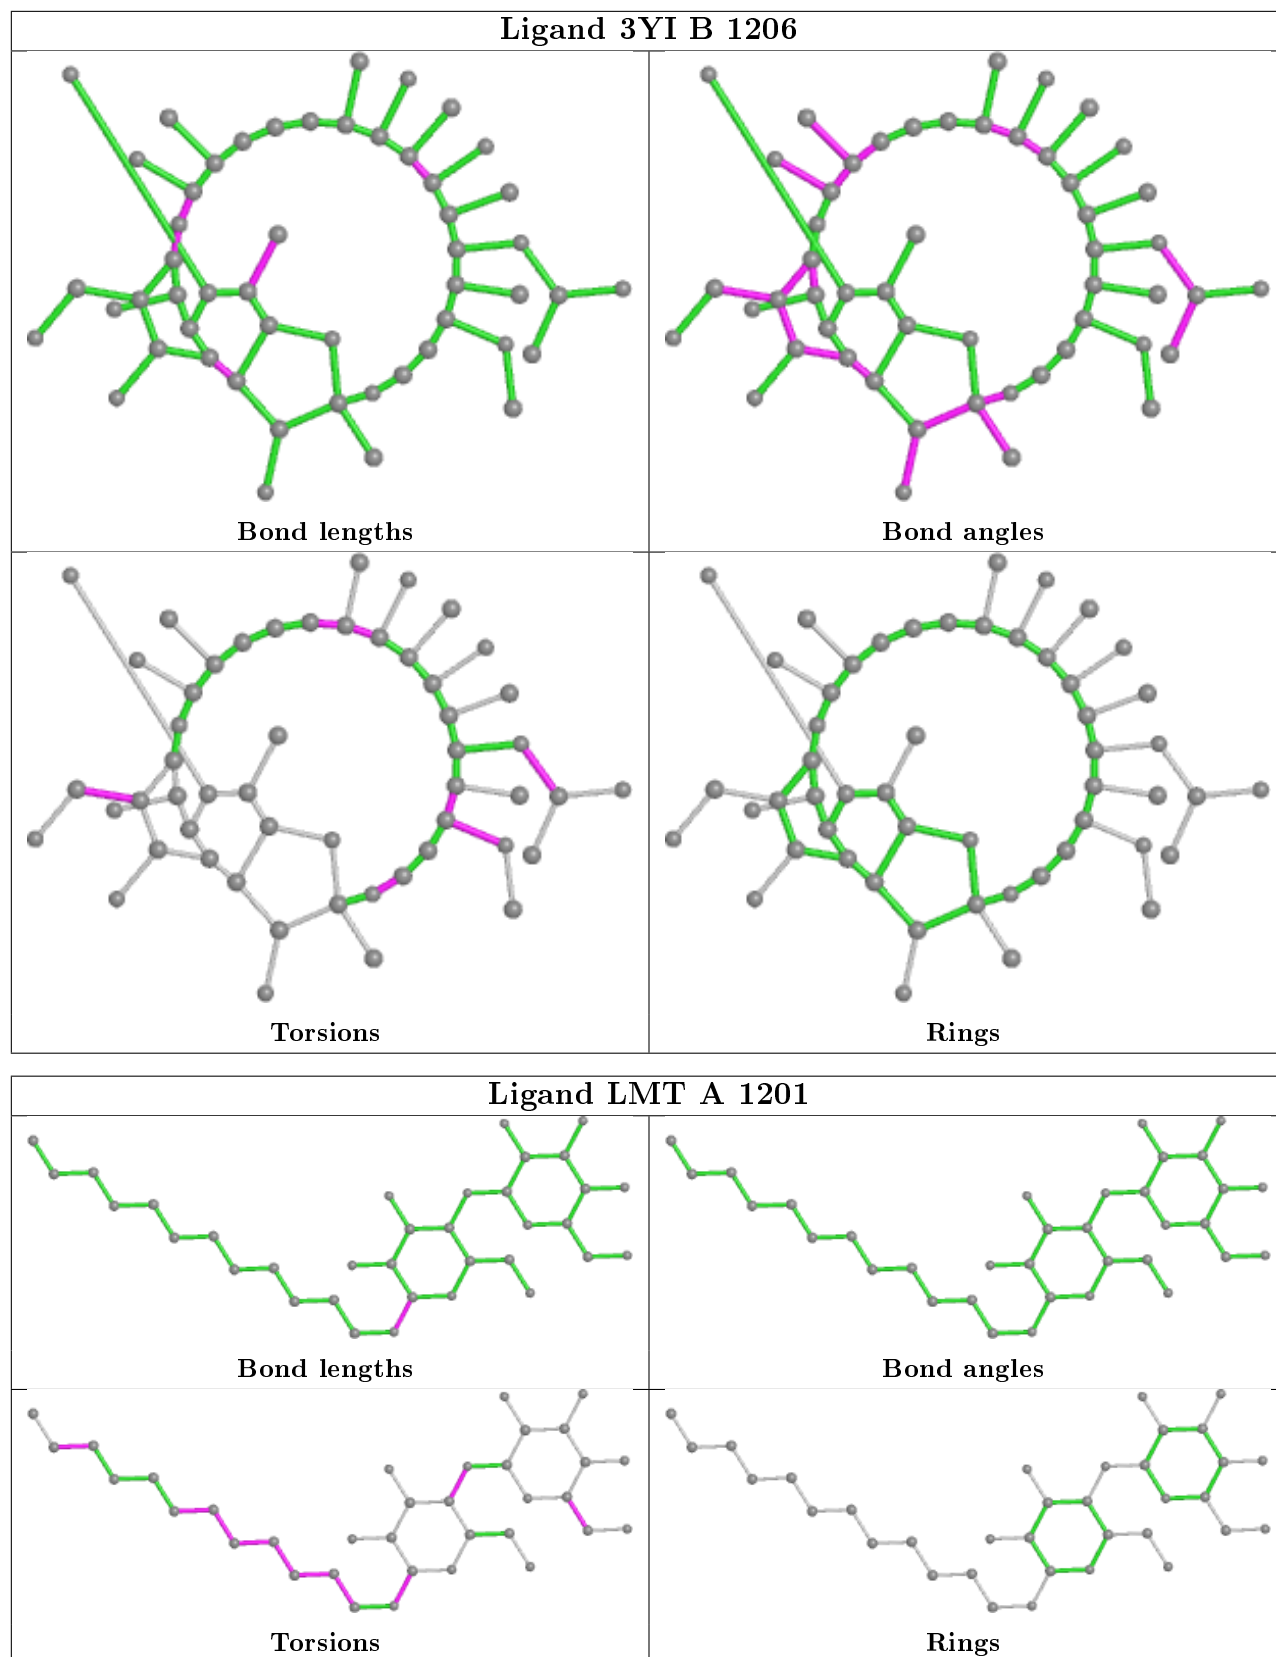 Ligand 3YI B 1206
Bond lengths
Bond angles
Torsions
Rings
Ligand LMT A 1201
Bond lengths
Bond angles
Torsions
Rings